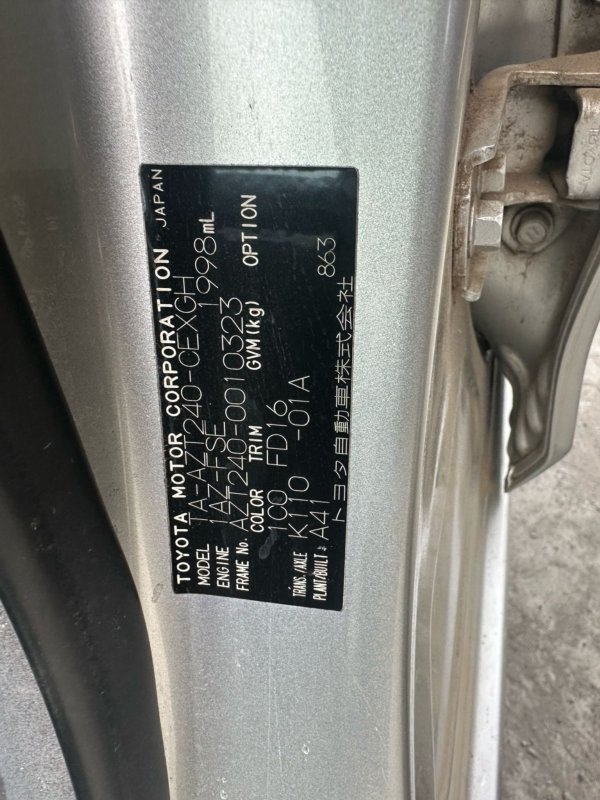 TOYOTA MOTOR CORPORATION JAPAN
MODEL TA-AZT240-CEXGH
ENGINE 1AZ-FSE 1998mL
FRAME No. AZT240-0010323
COLOR TRIM GVM(kg) OPTION
1C0 FD16 863
TRANS./AXLE K110 -01A
PLANT/BUILT A41
トヨタ自動車株式会社